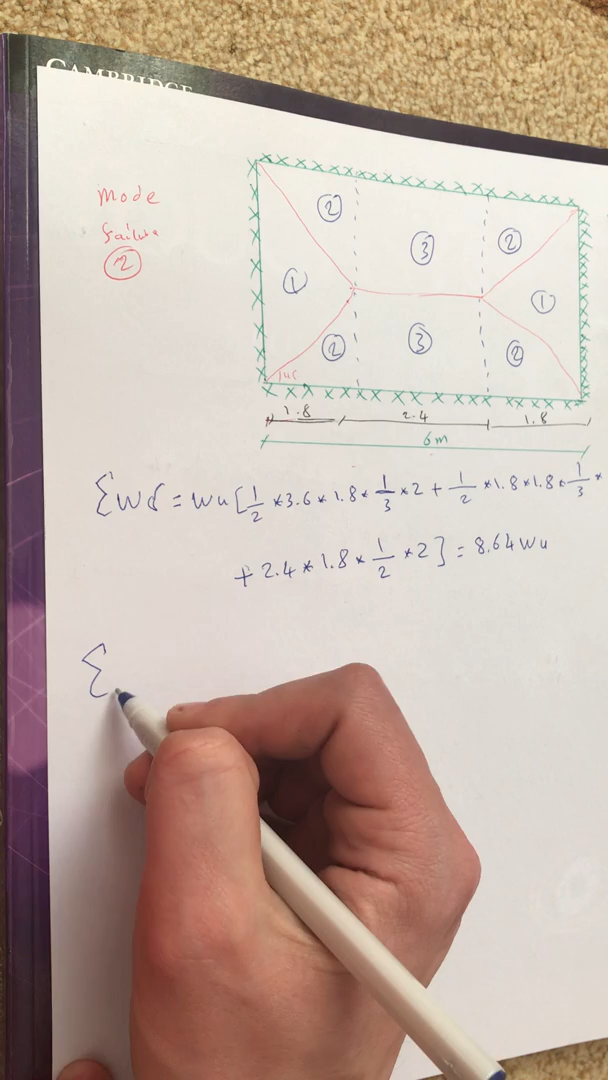 CAMBRIDGE
mode
failure
②
② ③ ②
① ①
② ③ ②
1.8 2.4 1.8
6m
Σwδ = wu[1/2 * 3.6 * 1.8 * 1/3 * 2 + 1/2 * 1.8 * 1.8 * 1/3 *
+ 2.4 * 1.8 * 1/2 * 2] = 8.64 wu
Σ